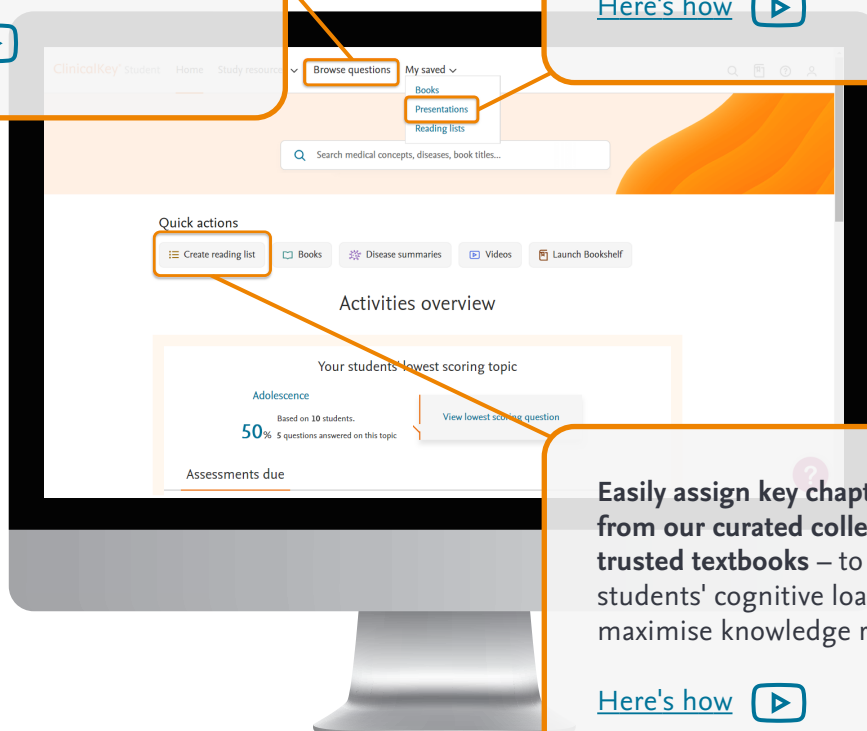 Here's how
ClinicalKey® Student Home Study resources Browse questions My saved
Books
Presentations
Reading lists
Search medical concepts, diseases, book titles...
Quick actions
Create reading list Books Disease summaries Videos Launch Bookshelf
Activities overview
Your students' lowest scoring topic
Adolescence
Based on 10 students.
50% 5 questions answered on this topic
View lowest scoring question
Assessments due
?
Easily assign key chapt
from our curated colle
trusted textbooks – to
students' cognitive loa
maximise knowledge r
Here's how